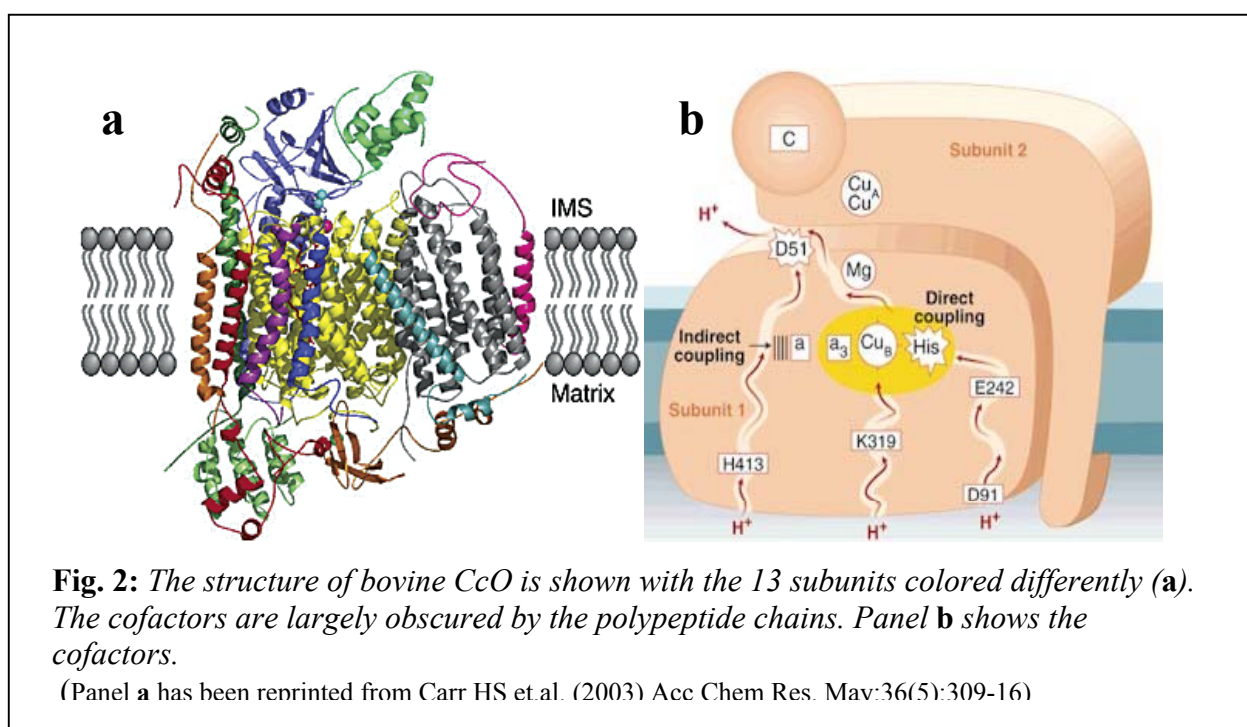 a
IMS
Matrix
b
C
Subunit 2
Cu_A
Cu
H⁺
D51
Mg
Direct
coupling
Indirect
coupling
a
a₃
Cu_B
His
Subunit 1
E242
K319
H413
D91
H⁺
H⁺
H⁺
Fig. 2: The structure of bovine CcO is shown with the 13 subunits colored differently (a).
The cofactors are largely obscured by the polypeptide chains. Panel b shows the
cofactors.
(Panel a has been reprinted from Carr HS et.al. (2003) Acc Chem Res. May;36(5):309-16)